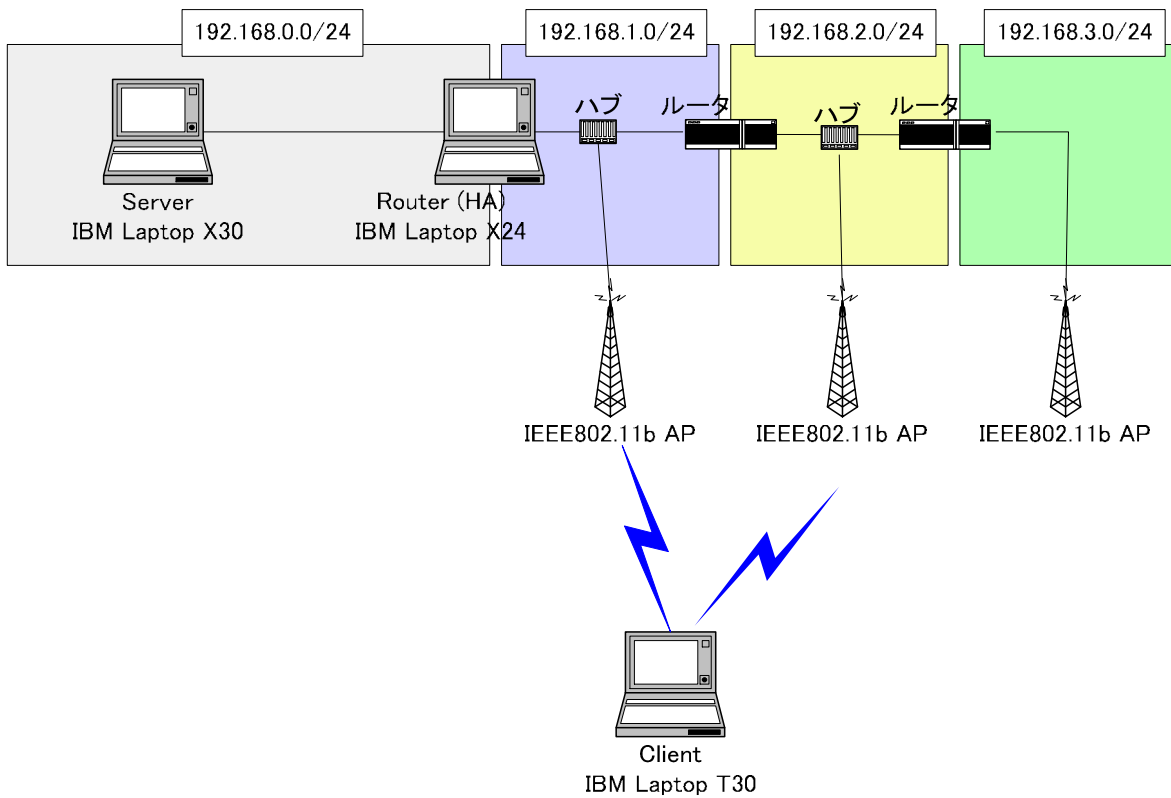 192.168.0.0/24
192.168.1.0/24
192.168.2.0/24
192.168.3.0/24
ハブ
ルータ
ハブ
ルータ
Server
IBM Laptop X30
Router (HA)
IBM Laptop X24
IEEE802.11b AP
IEEE802.11b AP
IEEE802.11b AP
Client
IBM Laptop T30